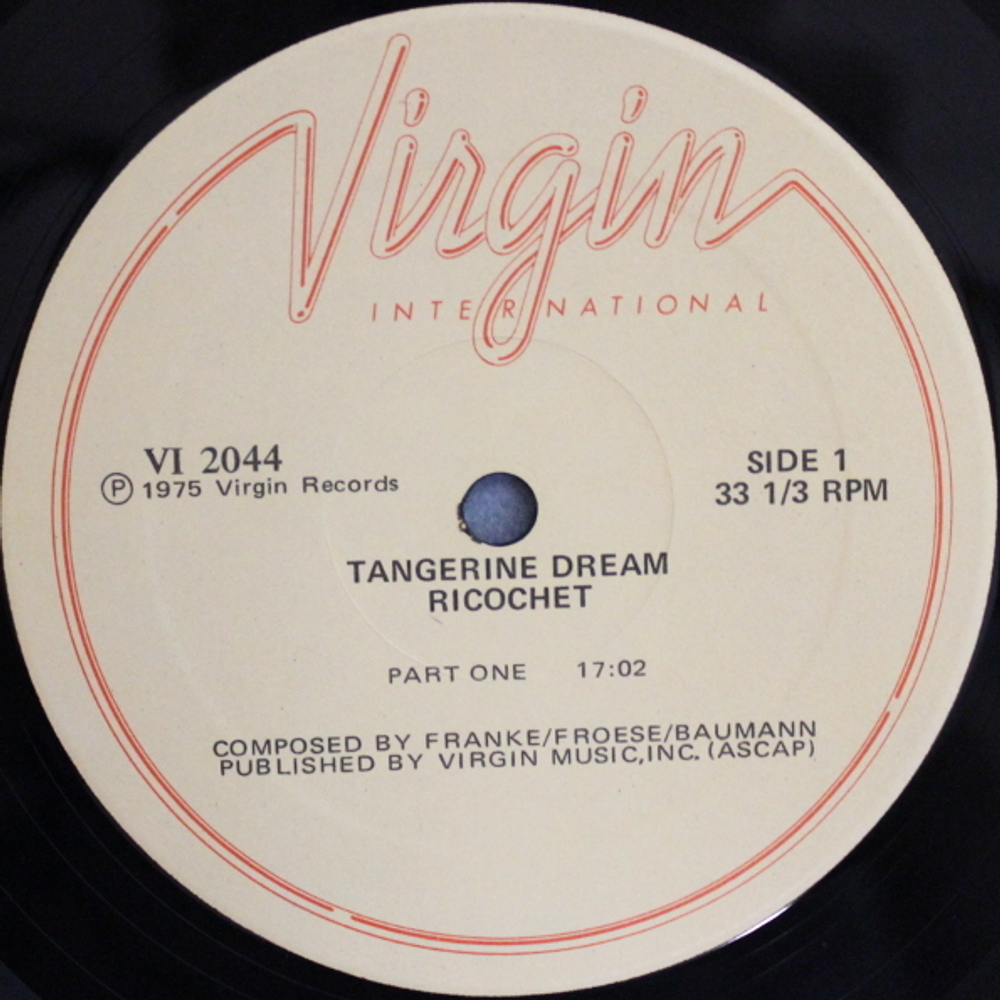 Virgin
INTERNATIONAL
VI 2044
Ⓟ 1975 Virgin Records
SIDE 1
33 1/3 RPM
TANGERINE DREAM
RICOCHET
PART ONE 17:02
COMPOSED BY FRANKE/FROESE/BAUMANN
PUBLISHED BY VIRGIN MUSIC,INC. (ASCAP)